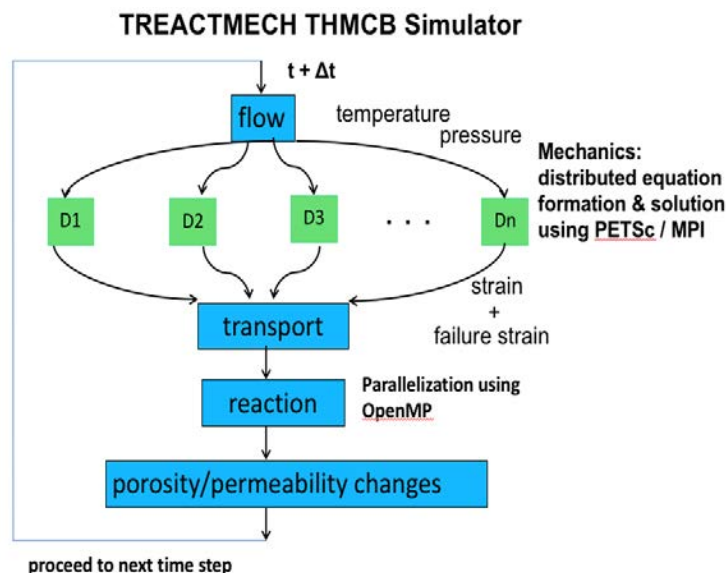 TREACTMECH THMCB Simulator
t + Δt
flow
temperature
pressure
Mechanics:
distributed equation
formation & solution
using PETSc / MPI
D1
D2
D3
. . .
Dn
strain
+
failure strain
transport
reaction
Parallelization using
OpenMP
porosity/permeability changes
proceed to next time step